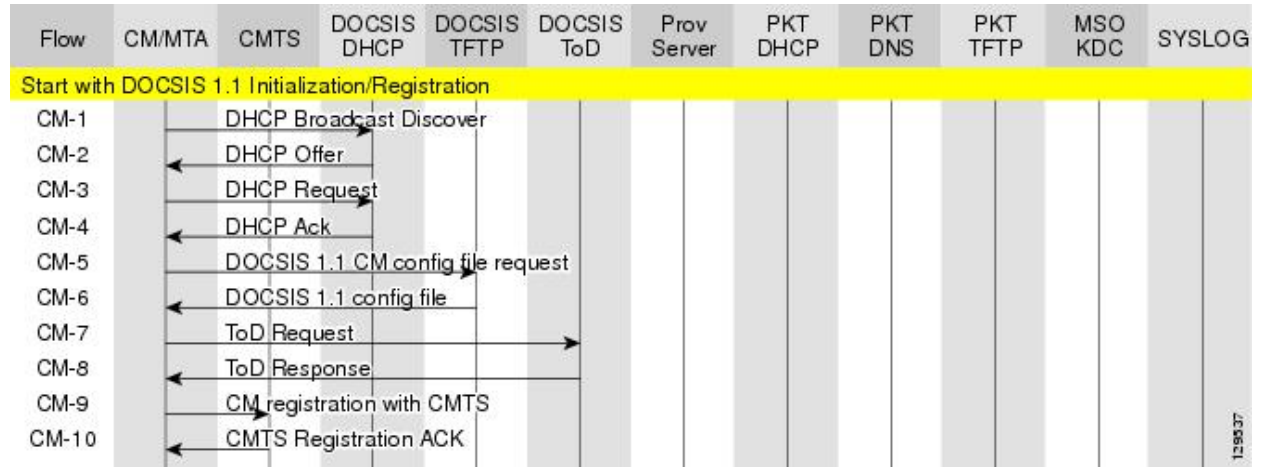 Flow CM/MTA CMTS DOCSIS DHCP DOCSIS TFTP DOCSIS ToD Prov Server PKT DHCP PKT DNS PKT TFTP MSO KDC SYSLOG
Start with DOCSIS 1.1 Initialization/Registration
CM-1 DHCP Broadcast Discover
CM-2 DHCP Offer
CM-3 DHCP Request
CM-4 DHCP Ack
CM-5 DOCSIS 1.1 CM config file request
CM-6 DOCSIS 1.1 config file
CM-7 ToD Request
CM-8 ToD Response
CM-9 CM registration with CMTS
CM-10 CMTS Registration ACK
129537